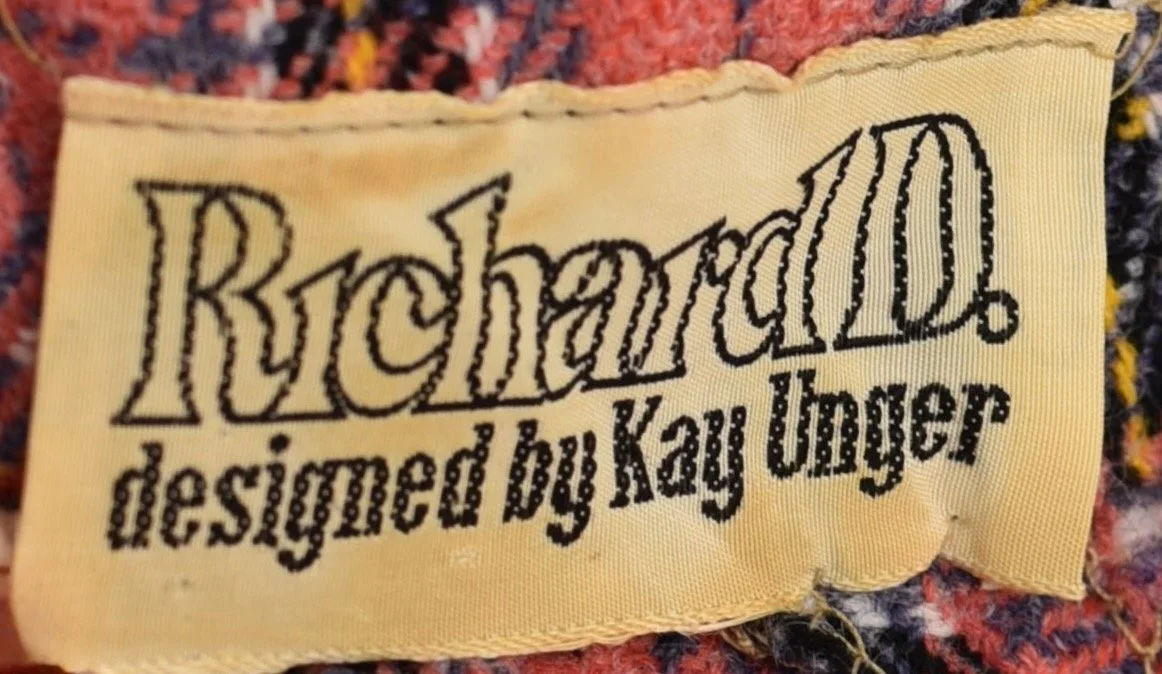 Richard D.
designed by Kay Unger